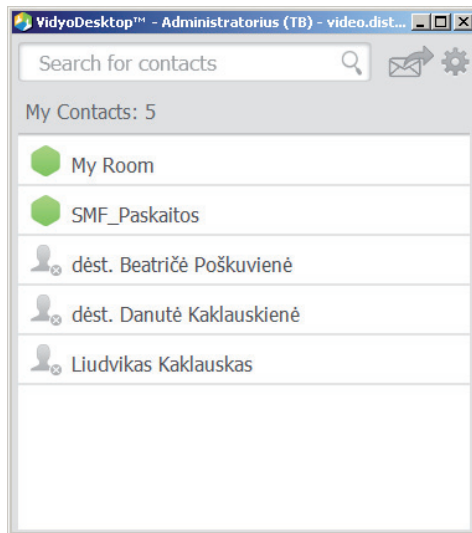 VidyoDesktop™ - Administratorius (TB) - video.dist...
Search for contacts
My Contacts: 5
My Room
SMF_Paskaitos
dėst. Beatričė Poškuvienė
dėst. Danutė Kaklauskienė
Liudvikas Kaklauskas